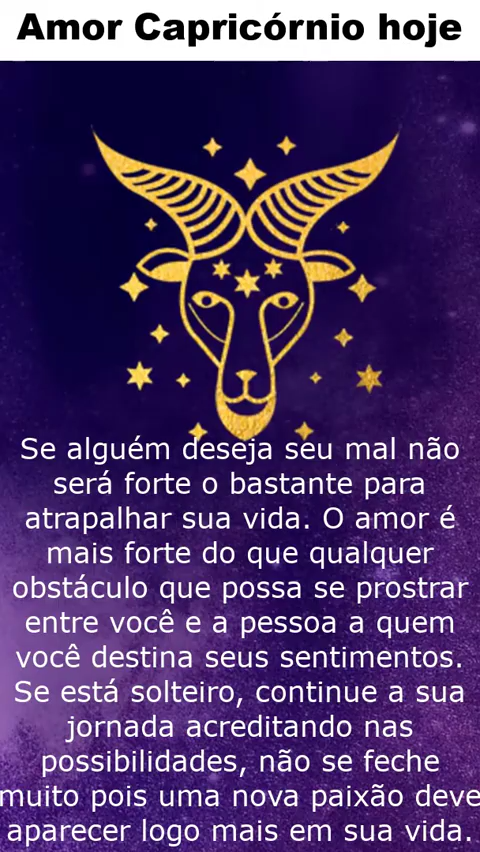 Amor Capricórnio hoje
Se alguém deseja seu mal não
será forte o bastante para
atrapalhar sua vida. O amor é
mais forte do que qualquer
obstáculo que possa se prostrar
entre você e a pessoa a quem
você destina seus sentimentos.
Se está solteiro, continue a sua
jornada acreditando nas
possibilidades, não se feche
muito pois uma nova paixão deve
aparecer logo mais em sua vida.